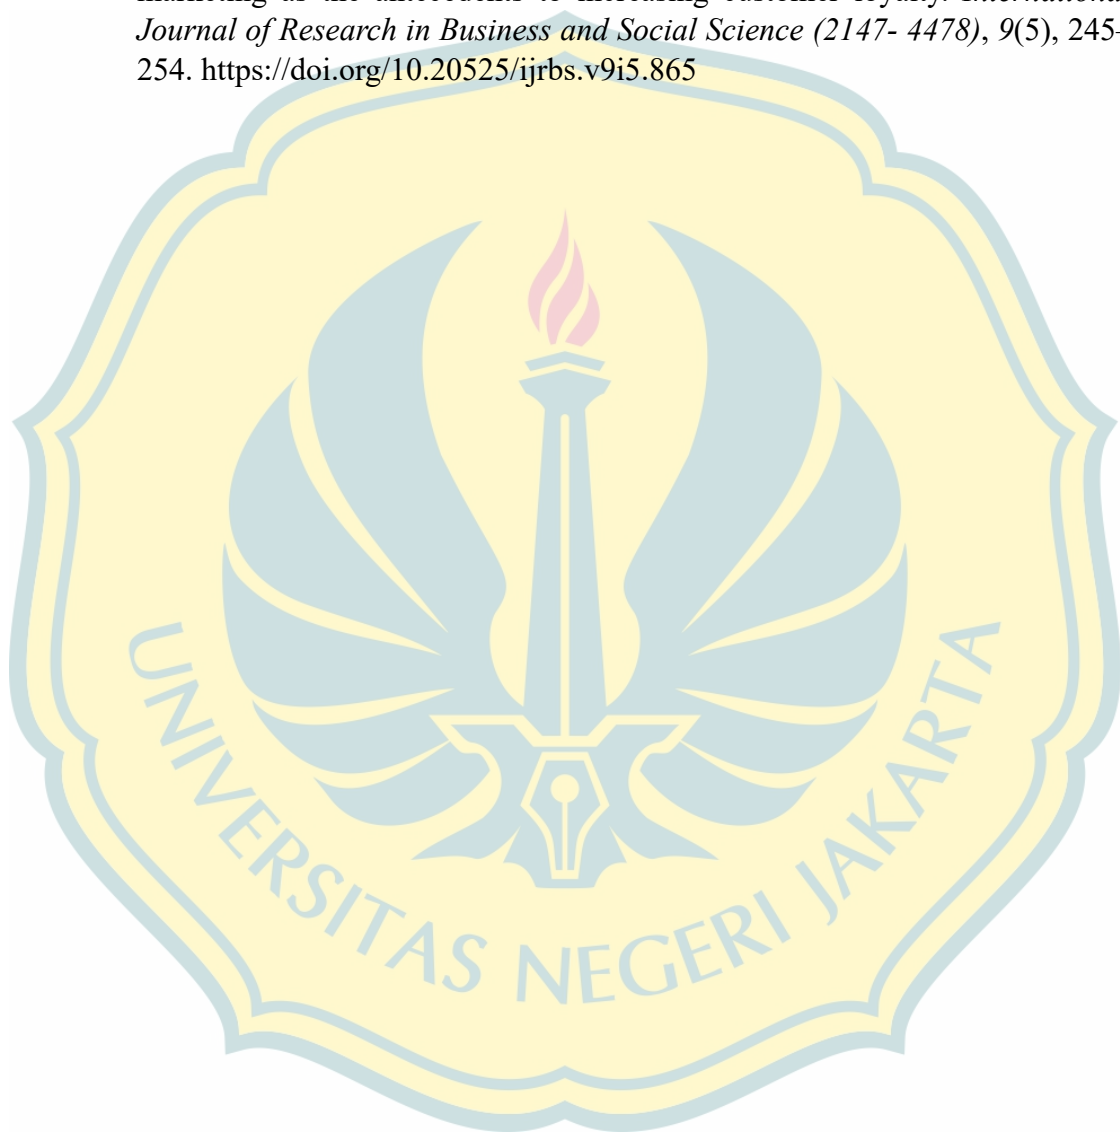 marketing as the antecedents to increasing customer loyalty. International
Journal of Research in Business and Social Science (2147- 4478), 9(5), 245–
254. https://doi.org/10.20525/ijrbs.v9i5.865
UNIVERSITAS NEGERI JAKARTA